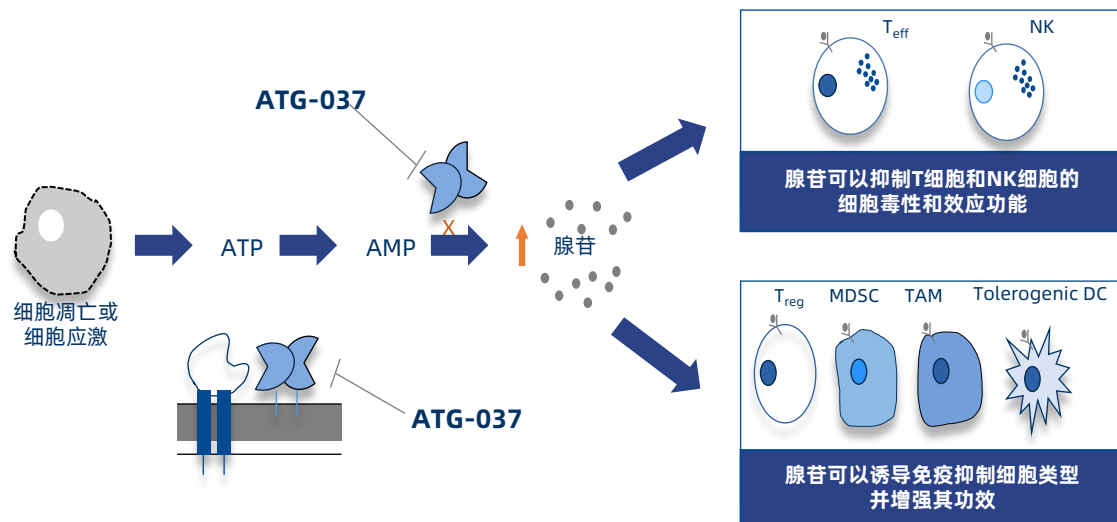 ATG-037
细胞凋亡或
细胞应激
ATP
AMP
X
腺苷
ATG-037
Teff
NK
腺苷可以抑制T细胞和NK细胞的
细胞毒性和效应功能
Treg
MDSC
TAM
Tolerogenic DC
腺苷可以诱导免疫抑制细胞类型
并增强其功效